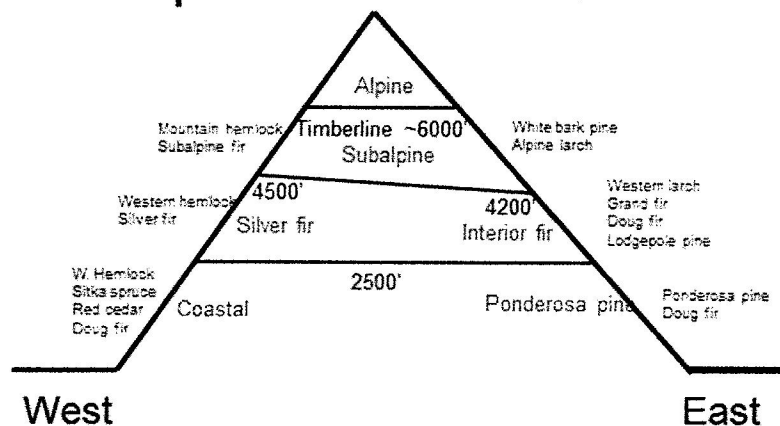 Alpine
Mountain hemlock
Subalpine fir
Timberline ~6000'
Subalpine
White bark pine
Alpine larch
Western hemlock
Silver fir
4500'
Silver fir
4200'
Interior fir
Western larch
Grand fir
Doug fir
Lodgepole pine
W. Hemlock
Sitka spruce
Red cedar
Doug fir
Coastal
2500'
Ponderosa pine
Ponderosa pine
Doug fir
West
East